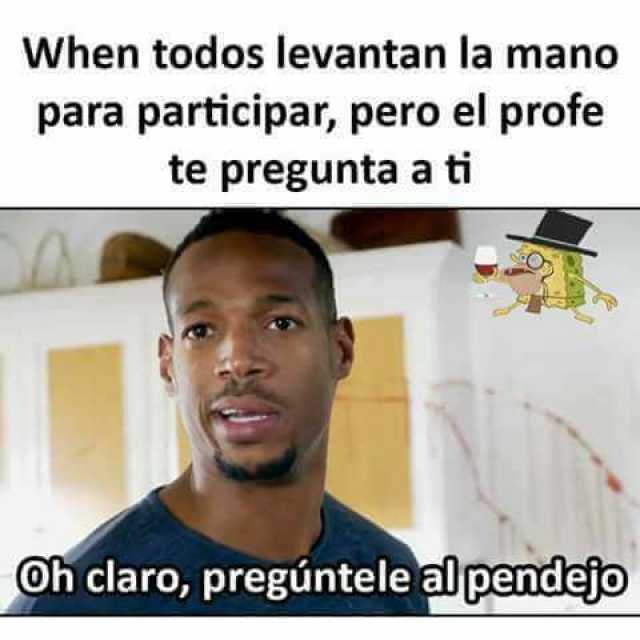 When todos levantan la mano
para participar, pero el profe
te pregunta a ti
Oh claro, pregúntele al pendejo